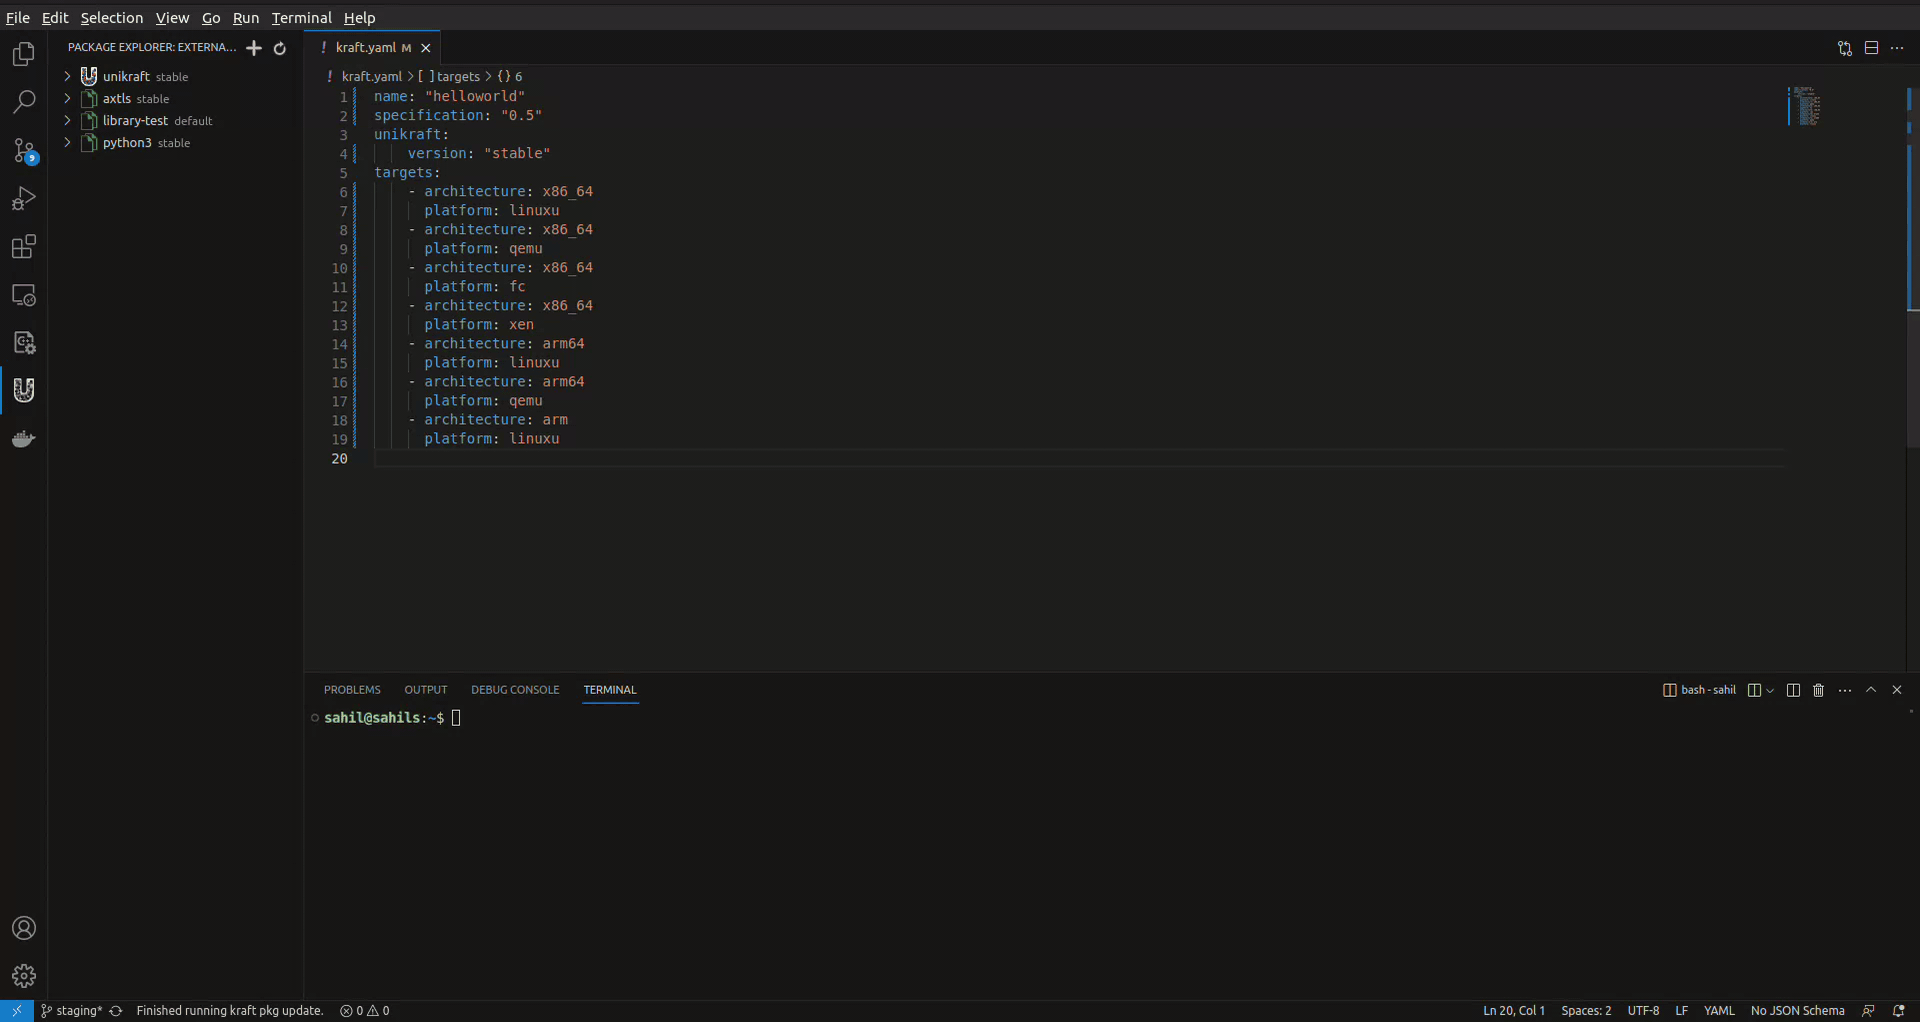 File Edit Selection View Go Run Terminal Help
PACKAGE EXPLORER: EXTERNA...
unikraft stable
axtls stable
library-test default
python3 stable
! kraft.yaml M
! kraft.yaml > [ ] targets > {} 6
1 name: "helloworld"
2 specification: "0.5"
3 unikraft:
4 version: "stable"
5 targets:
6 - architecture: x86_64
7 platform: linuxu
8 - architecture: x86_64
9 platform: qemu
10 - architecture: x86_64
11 platform: fc
12 - architecture: x86_64
13 platform: xen
14 - architecture: arm64
15 platform: linuxu
16 - architecture: arm64
17 platform: qemu
18 - architecture: arm
19 platform: linuxu
20
9
PROBLEMS OUTPUT DEBUG CONSOLE TERMINAL
bash - sahil
sahil@sahils:~$
staging* Finished running kraft pkg update. 0 0
Ln 20, Col 1 Spaces: 2 UTF-8 LF YAML No JSON Schema